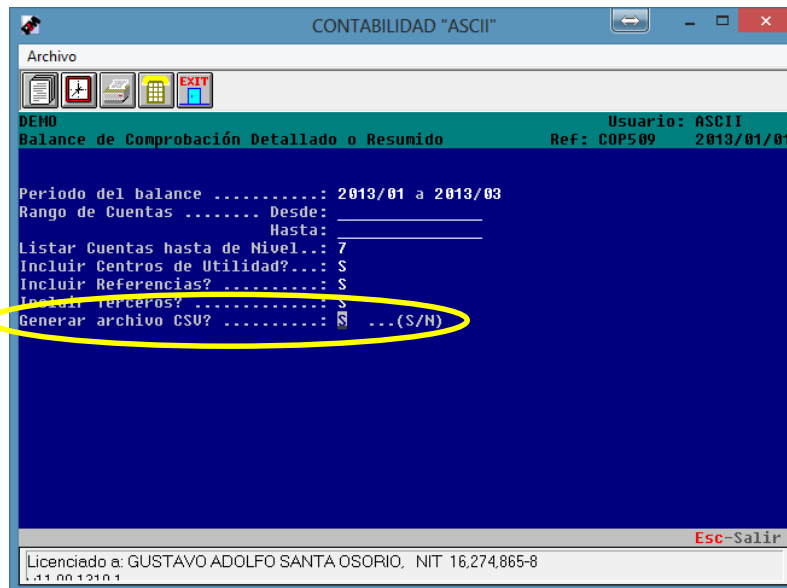 CONTABILIDAD "ASCII"
Archivo
EXIT
DEMO Usuario: ASCII
Balance de Comprobación Detallado o Resumido Ref: COP509 2013/01/01
Periodo del balance ...........: 2013/01 a 2013/03
Rango de Cuentas ........ Desde: _______________
Hasta: _______________
Listar Cuentas hasta de Nivel..: 7
Incluir Centros de Utilidad?...: S
Incluir Referencias? ..........: S
Incluir Terceros? .............: S
Generar archivo CSV? ..........: S ...(S/N)
Esc-Salir
Licenciado a: GUSTAVO ADOLFO SANTA OSORIO, NIT 16,274,865-8